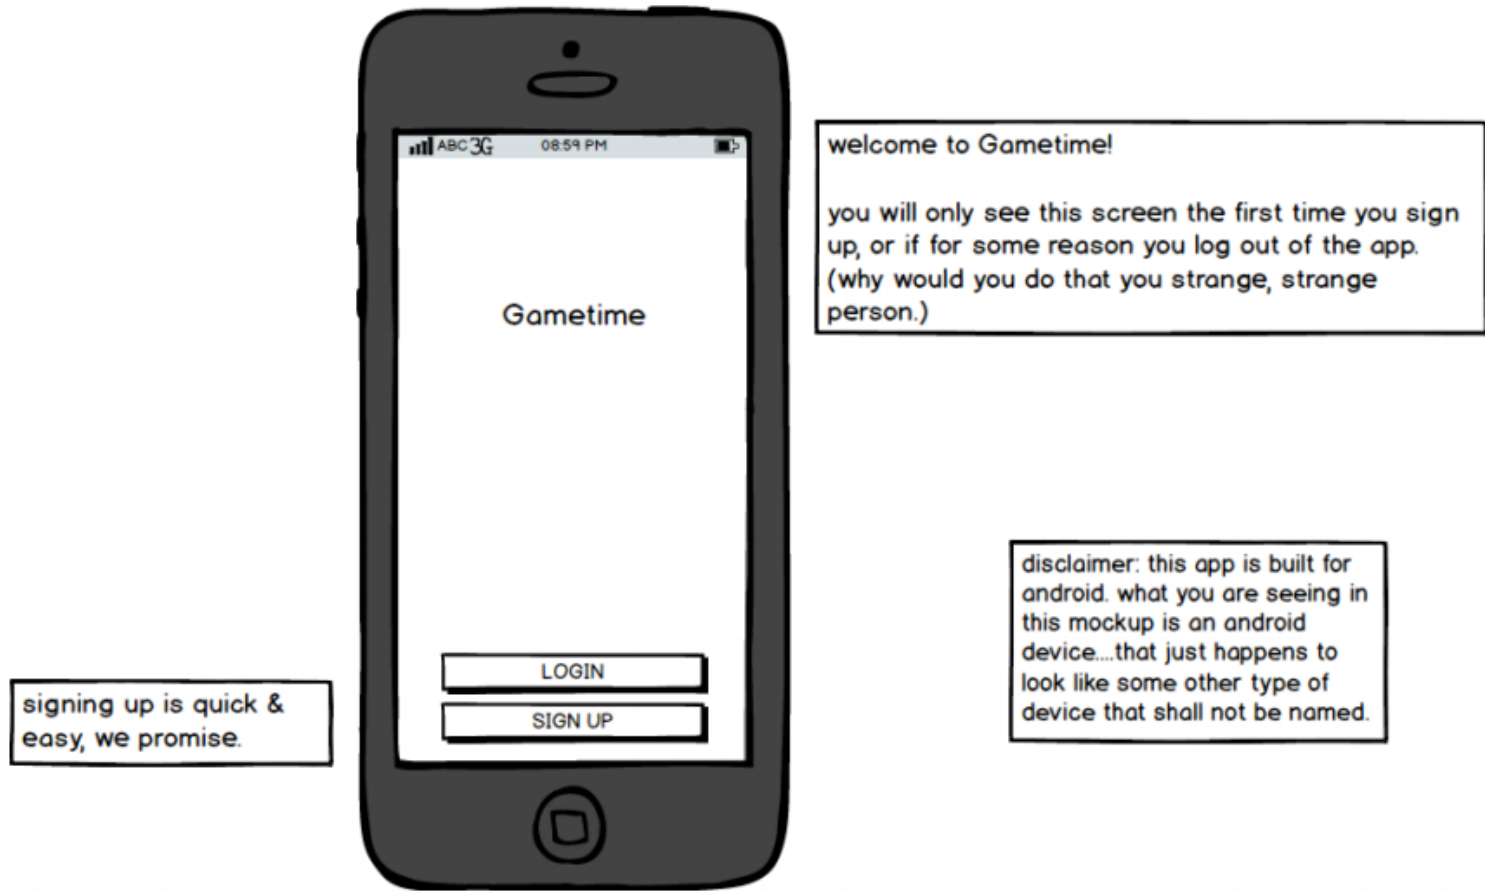 ABC 3G 08:59 PM
Gametime
LOGIN
SIGN UP
welcome to Gametime!
you will only see this screen the first time you sign
up, or if for some reason you log out of the app.
(why would you do that you strange, strange
person.)
disclaimer: this app is built for
android. what you are seeing in
this mockup is an android
device....that just happens to
look like some other type of
device that shall not be named.
signing up is quick &
easy, we promise.